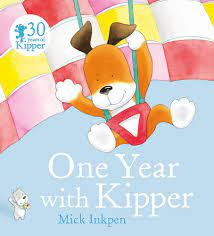 30
years of
Kipper
One Year
with Kipper
Mick Inkpen